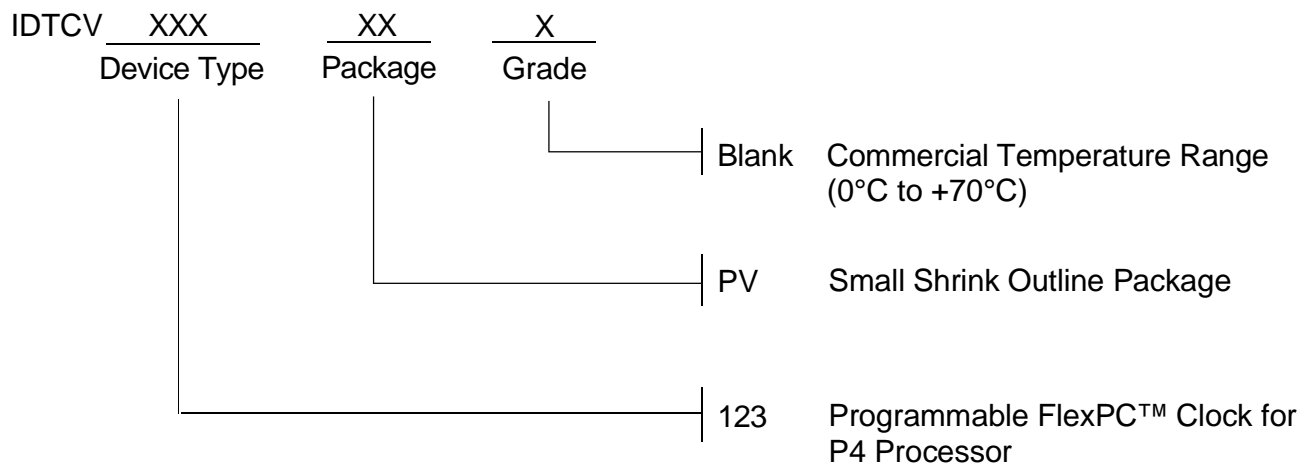 IDTCV XXX XX X
Device Type Package Grade
Blank Commercial Temperature Range
(0°C to +70°C)
PV Small Shrink Outline Package
123 Programmable FlexPC™ Clock for
P4 Processor